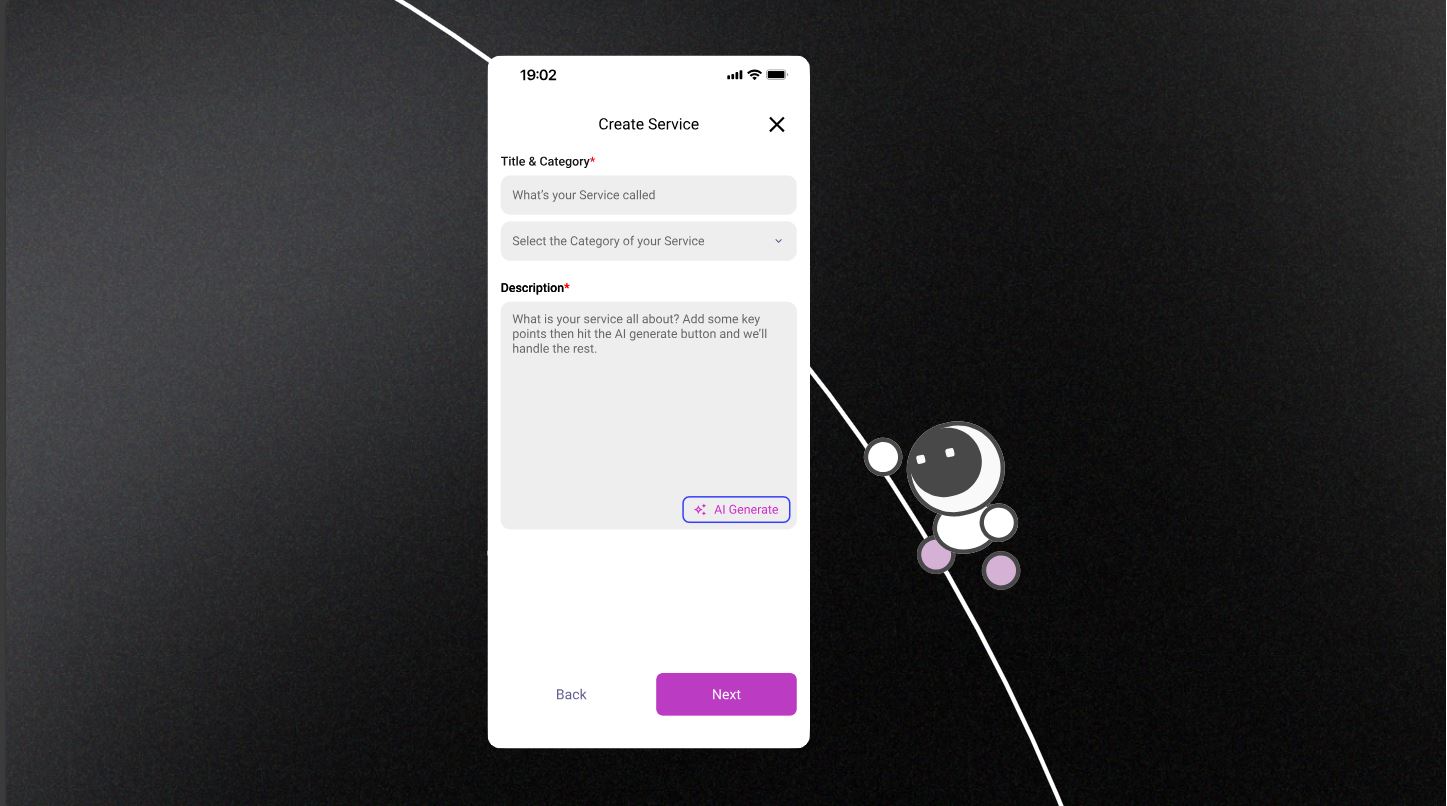 19:02
Create Service
Title & Category*
What's your Service called
Select the Category of your Service
Description*
What is your service all about? Add some key
points then hit the AI generate button and we'll
handle the rest.
AI Generate
Back
Next